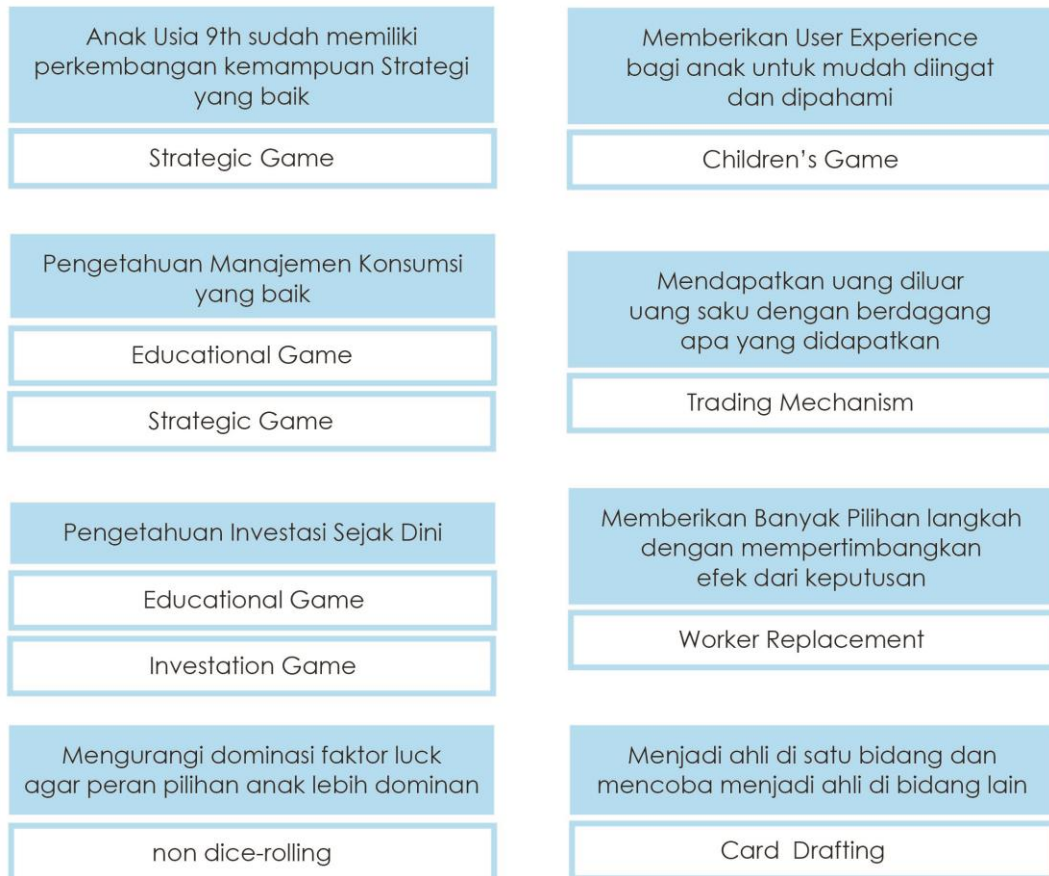 Anak Usia 9th sudah memiliki
perkembangan kemampuan Strategi
yang baik
Strategic Game
Pengetahuan Manajemen Konsumsi
yang baik
Educational Game
Strategic Game
Pengetahuan Investasi Sejak Dini
Educational Game
Investation Game
Mengurangi dominasi faktor luck
agar peran pilihan anak lebih dominan
non dice-rolling
Memberikan User Experience
bagi anak untuk mudah diingat
dan dipahami
Children's Game
Mendapatkan uang diluar
uang saku dengan berdagang
apa yang didapatkan
Trading Mechanism
Memberikan Banyak Pilihan langkah
dengan mempertimbangkan
efek dari keputusan
Worker Replacement
Menjadi ahli di satu bidang dan
mencoba menjadi ahli di bidang lain
Card Drafting